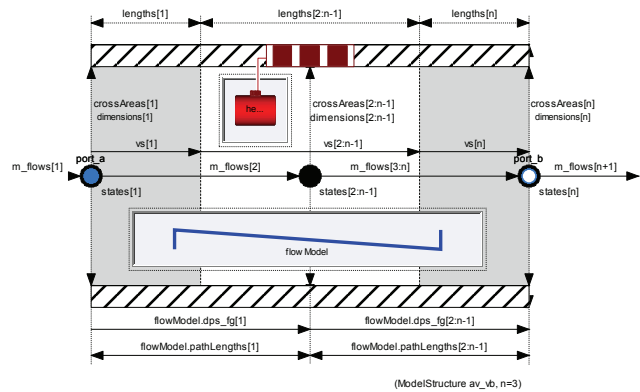 lengths[1] lengths[2:n-1] lengths[n]
he...
crossAreas[1] crossAreas[2:n-1] crossAreas[n]
dimensions[1] dimensions[2:n-1] dimensions[n]
vs[1] vs[2:n-1] vs[n]
port_a port_b
m_flows[1] m_flows[2] m_flows[3:n] m_flows[n+1]
states[1] states[2:n-1] states[n]
flow Model
flowModel.dps_fg[1] flowModel.dps_fg[2:n-1]
flowModel.pathLengths[1] flowModel.pathLengths[2:n-1]
(ModelStructure av_vb, n=3)